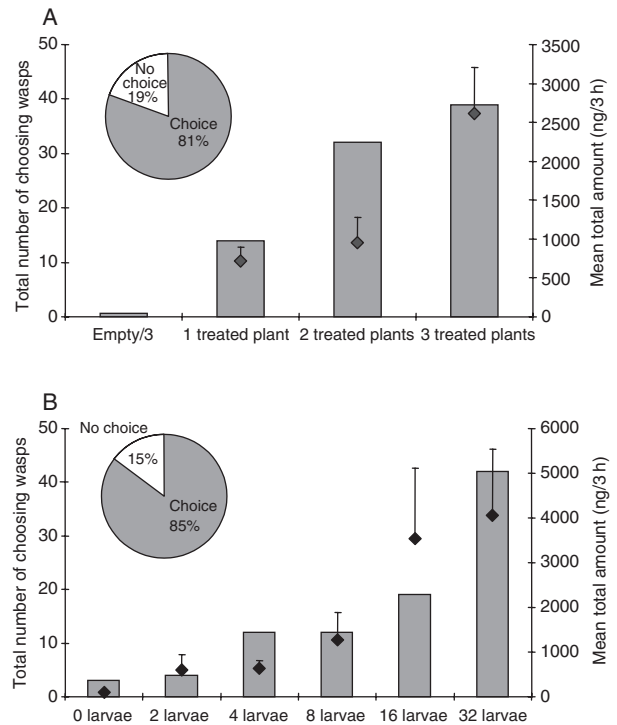 A
Total number of choosing wasps
50
40
30
20
10
0
No
choice
19%
Choice
81%
3500
3000
2500
2000
1500
1000
500
0
Mean total amount (ng/3 h)
Empty/3 1 treated plant 2 treated plants 3 treated plants
B
Total number of choosing wasps
50
40
30
20
10
0
No choice
15%
Choice
85%
6000
5000
4000
3000
2000
1000
0
Mean total amount (ng/3 h)
0 larvae 2 larvae 4 larvae 8 larvae 16 larvae 32 larvae